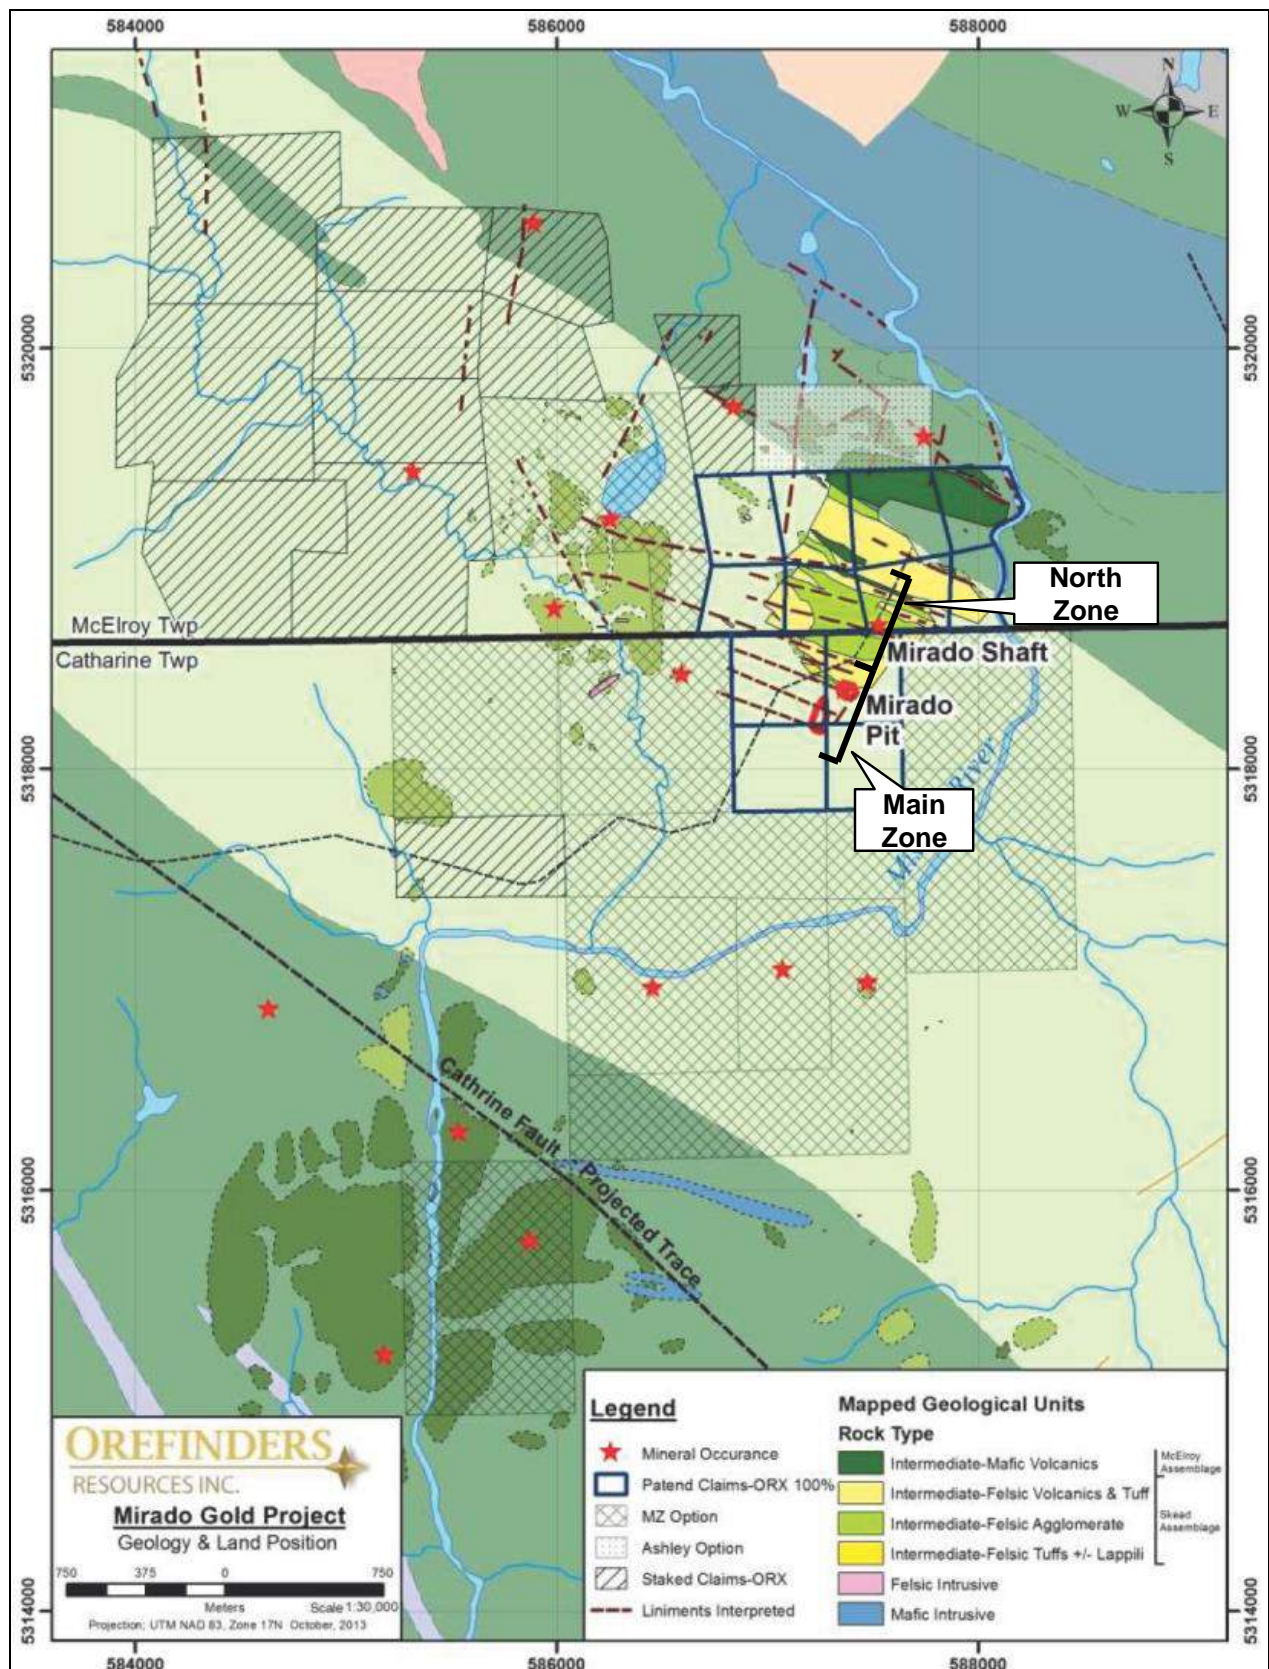 584000
586000
588000
N
W
E
S
5320000
5320000
North
Zone
McElroy Twp
Catharine Twp
Mirado Shaft
Mirado
Pit
5318000
5318000
Main
Zone
River
Cathrine Fault - Projected Trace
5316000
5316000
OREFINDERS
RESOURCES INC.
Mirado Gold Project
Geology & Land Position
750
375
0
750
Meters
Scale 1:30,000
Projection: UTM NAD 83, Zone 17N October, 2013
Legend
Mineral Occurance
Patend Claims-ORX 100%
MZ Option
Ashley Option
Staked Claims-ORX
Liniments Interpreted
Mapped Geological Units
Rock Type
Intermediate-Mafic Volcanics
Intermediate-Felsic Volcanics & Tuff
Intermediate-Felsic Agglomerate
Intermediate-Felsic Tuffs +/- Lappili
Felsic Intrusive
Mafic Intrusive
McElroy
Assemblage
Skead
Assemblage
5314000
5314000
584000
586000
588000